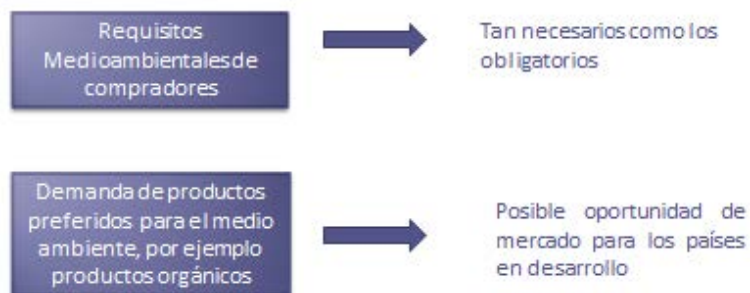 Requisitos
Medioambientales de
compradores
Tan necesarios como los
obligatorios
Demanda de productos
preferidos para el medio
ambiente, por ejemplo
productos orgánicos
Posible oportunidad de
mercado para los países
en desarrollo